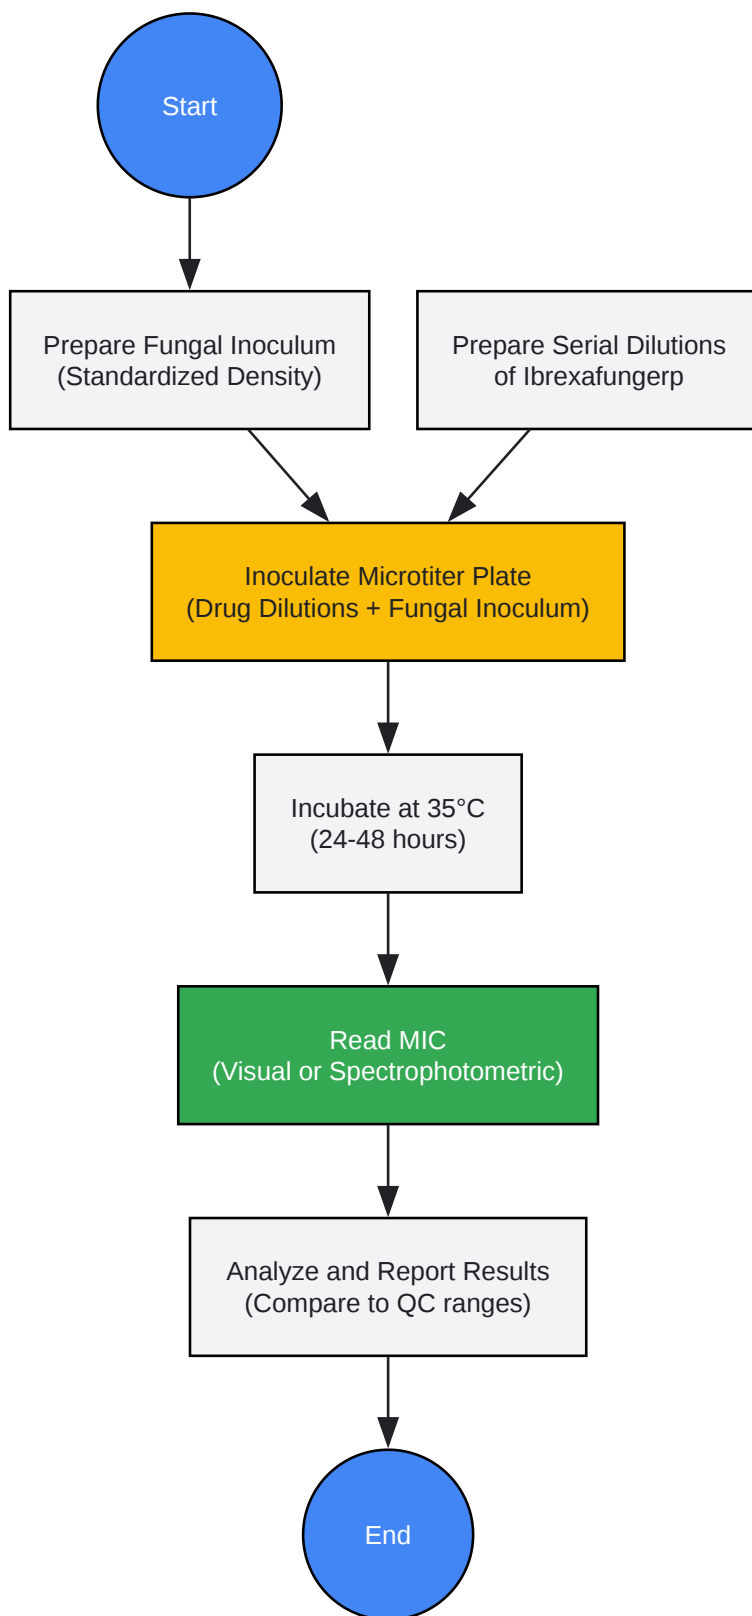 Start
Prepare Fungal Inoculum
(Standardized Density)
Prepare Serial Dilutions
of Ibrexafungerp
Inoculate Microtiter Plate
(Drug Dilutions + Fungal Inoculum)
Incubate at 35°C
(24-48 hours)
Read MIC
(Visual or Spectrophotometric)
Analyze and Report Results
(Compare to QC ranges)
End